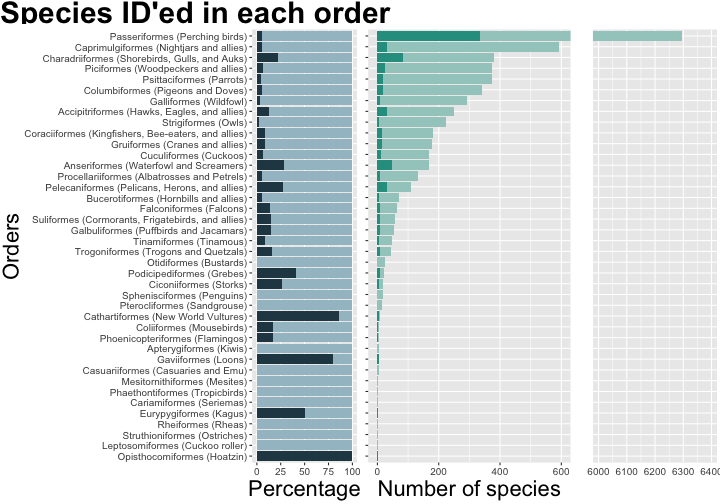 Species ID'ed in each order
Orders
Passeriformes (Perching birds)
Caprimulgiformes (Nightjars and allies)
Charadriiformes (Shorebirds, Gulls, and Auks)
Piciformes (Woodpeckers and allies)
Psittaciformes (Parrots)
Columbiformes (Pigeons and Doves)
Galliformes (Wildfowl)
Accipitriformes (Hawks, Eagles, and allies)
Strigiformes (Owls)
Coraciiformes (Kingfishers, Bee-eaters, and allies)
Gruiformes (Cranes and allies)
Cuculiformes (Cuckoos)
Anseriformes (Waterfowl and Screamers)
Procellariiformes (Albatrosses and Petrels)
Pelecaniformes (Pelicans, Herons, and allies)
Bucerotiformes (Hornbills and allies)
Falconiformes (Falcons)
Suliformes (Cormorants, Frigatebirds, and allies)
Galbuliformes (Puffbirds and Jacamars)
Tinamiformes (Tinamous)
Trogoniformes (Trogons and Quetzals)
Otidiformes (Bustards)
Podicipediformes (Grebes)
Ciconiiformes (Storks)
Sphenisciformes (Penguins)
Pterocliformes (Sandgrouse)
Cathartiformes (New World Vultures)
Coliiformes (Mousebirds)
Phoenicopteriformes (Flamingos)
Apterygiformes (Kiwis)
Gaviiformes (Loons)
Casuariiformes (Casuaries and Emu)
Mesitornithiformes (Mesites)
Phaethontiformes (Tropicbirds)
Cariamiformes (Seriemas)
Eurypygiformes (Kagus)
Rheiformes (Rheas)
Struthioniformes (Ostriches)
Leptosomiformes (Cuckoo roller)
Opisthocomiformes (Hoatzin)
0 25 50 75 100
0 200 400 600
6000 6100 6200 6300 6400
Percentage
Number of species